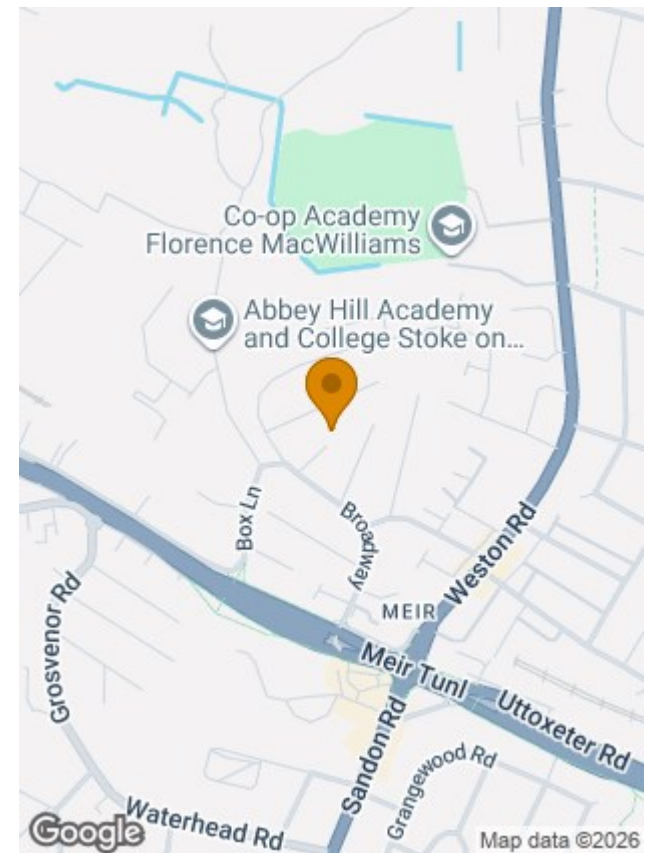 Co-op Academy
Florence MacWilliams
Abbey Hill Academy
and College Stoke on...
Box Ln
Broadway
Weston Rd
MEIR
Grosvenor Rd
Meir Tunl
Uttoxeter Rd
Sandon Rd
Grangewood Rd
Waterhead Rd
Google
Map data ©2026